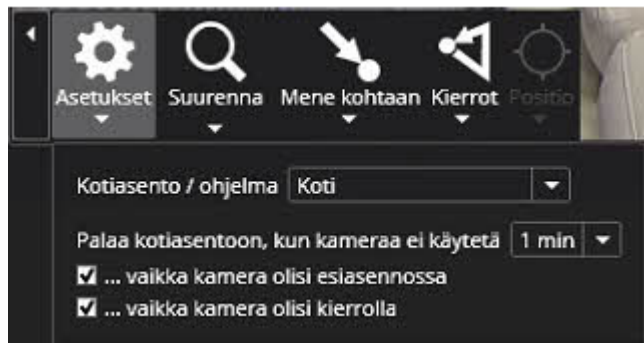 Asetukset Suurenna Mene kohtaan Kierrot Positio
Kotiasento / ohjelma Koti
Palaa kotiasentoon, kun kameraa ei käytetä 1 min
... vaikka kamera olisi esiasennossa
... vaikka kamera olisi kierrolla